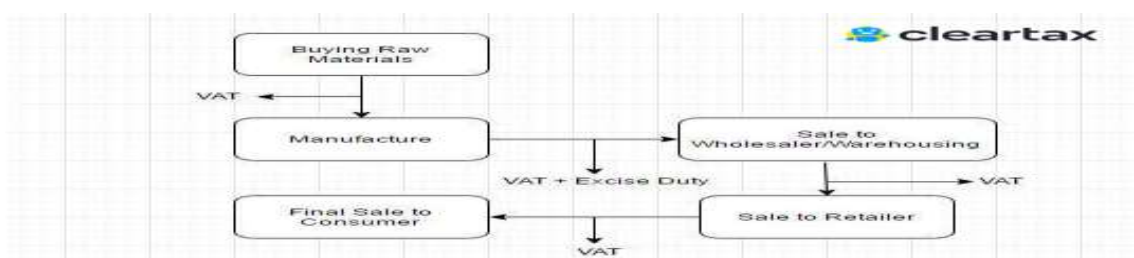 cleartax
Buying Raw
Materials
VAT
Manufacture
Sale to
Wholesaler/Warehousing
VAT + Excise Duty
VAT
Final Sale to
Consumer
Sale to Retailer
VAT